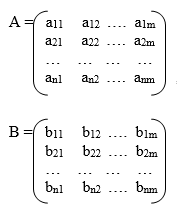 A = a11 a12 .... a1m
a21 a22 .... a2m
... ... ... ...
an1 an2 .... anm
B = b11 b12 .... b1m
b21 b22 .... b2m
... ... .... ...
bn1 bn2 .... bnm